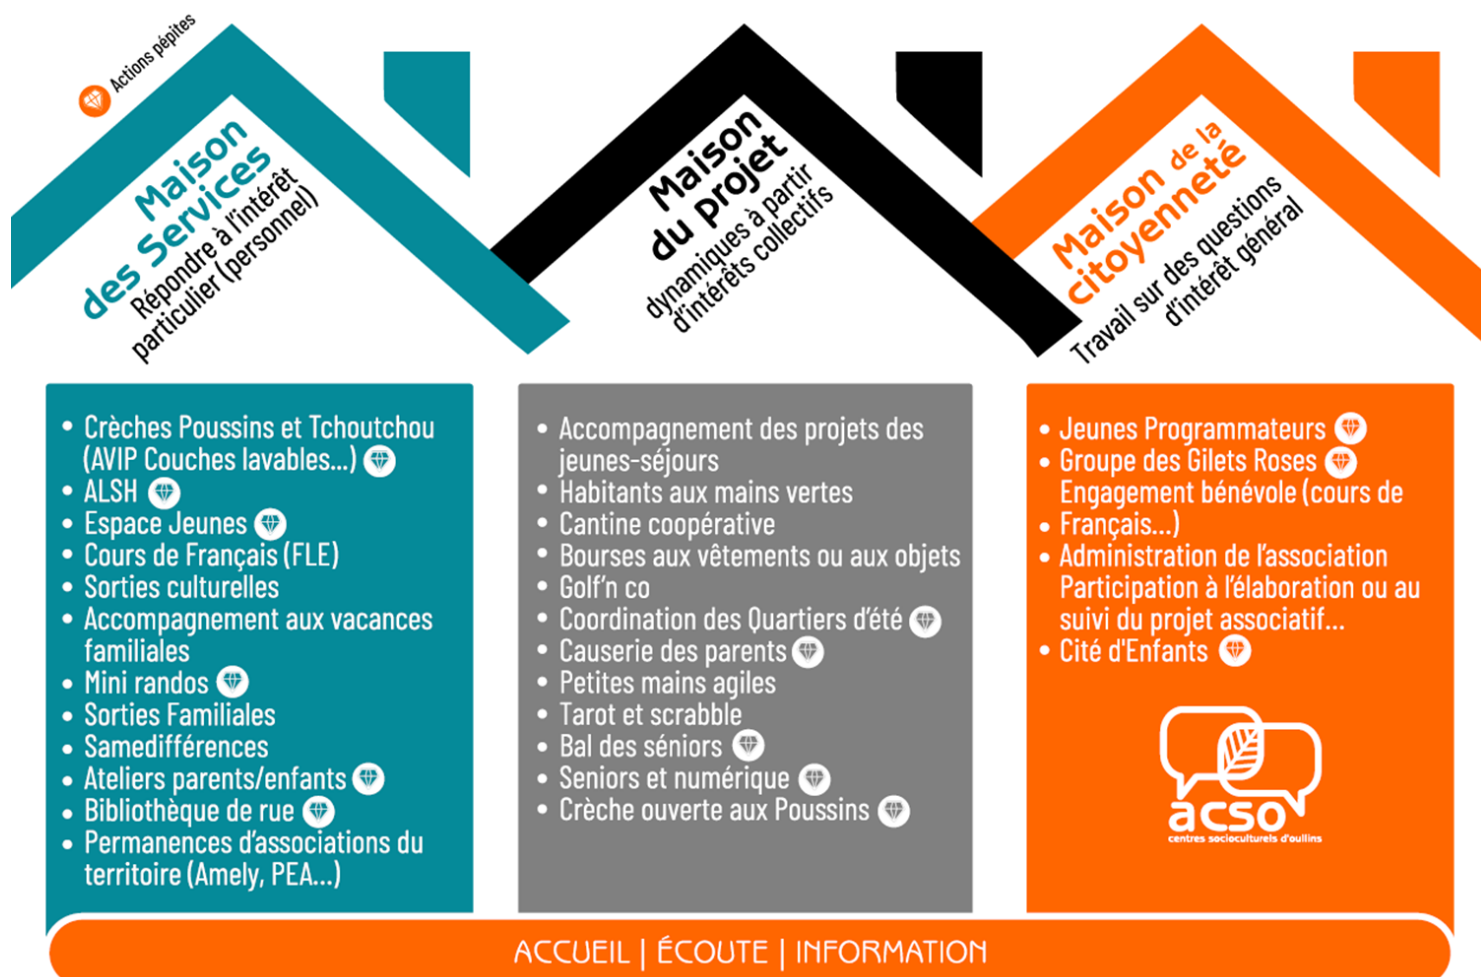 Actions pépites
Maison
des Services
Répondre à l'intérêt
particulier (personnel)
Maison
du projet
dynamiques à partir
d'intérêts collectifs
Maison de la
citoyenneté
Travail sur des questions
d'intérêt général
• Crèches Poussins et Tchoutchou
(AVIP Couches lavables...)
• ALSH
• Espace Jeunes
• Cours de Français (FLE)
• Sorties culturelles
• Accompagnement aux vacances
familiales
• Mini randos
• Sorties Familiales
• Samedifférences
• Ateliers parents/enfants
• Bibliothèque de rue
• Permanences d'associations du
territoire (Amely, PEA...)
• Accompagnement des projets des
jeunes-séjours
• Habitants aux mains vertes
• Cantine coopérative
• Bourses aux vêtements ou aux objets
• Golf'n co
• Coordination des Quartiers d'été
• Causerie des parents
• Petites mains agiles
• Tarot et scrabble
• Bal des séniors
• Seniors et numérique
• Crèche ouverte aux Poussins
• Jeunes Programmateurs
• Groupe des Gilets Roses
Engagement bénévole (cours de
• Français...)
• Administration de l'association
Participation à l'élaboration ou au
suivi du projet associatif...
• Cité d'Enfants
acso
centres socioculturels d'oullins
ACCUEIL | ÉCOUTE | INFORMATION